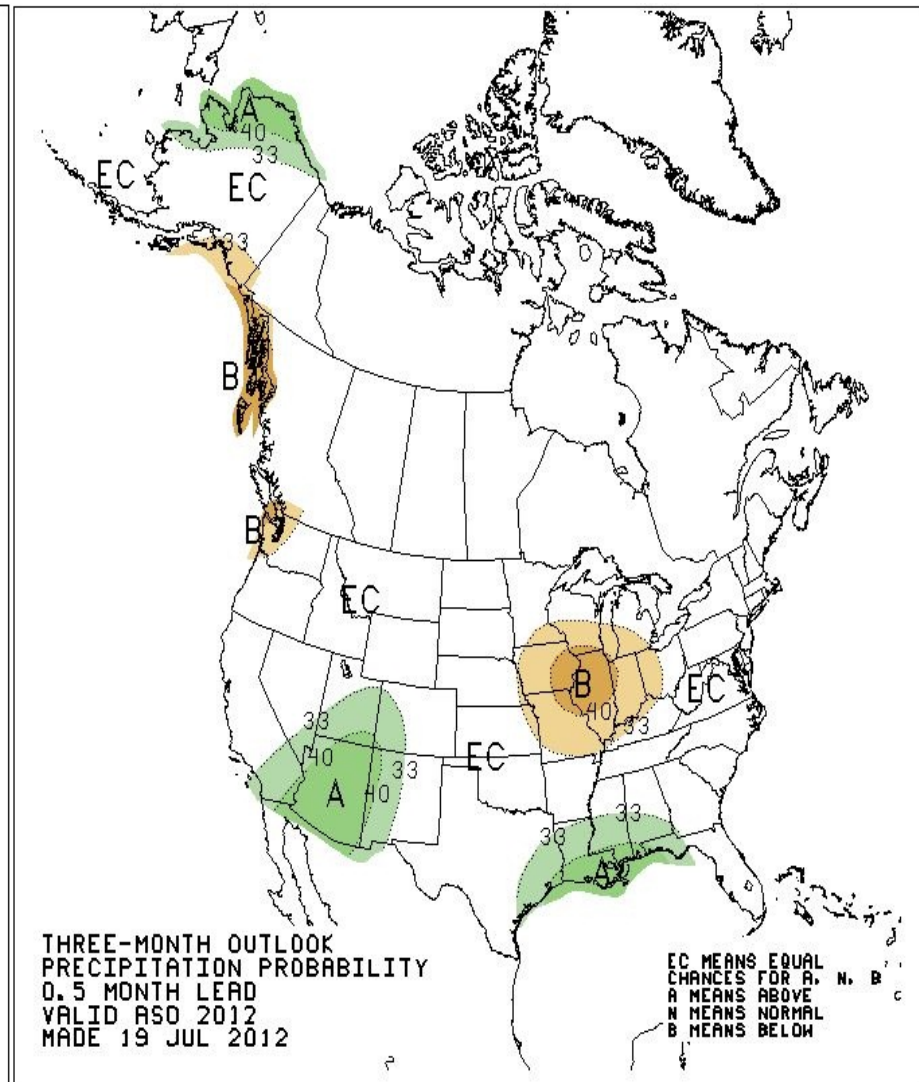 A
40
33
EC
EC
33
B
B
EC
B
40
33
EC
33
40
33
A
40
EC
33
33
A
THREE-MONTH OUTLOOK
PRECIPITATION PROBABILITY
0.5 MONTH LEAD
VALID ASO 2012
MADE 19 JUL 2012
EC MEANS EQUAL
CHANCES FOR A, N, B
A MEANS ABOVE
N MEANS NORMAL
B MEANS BELOW